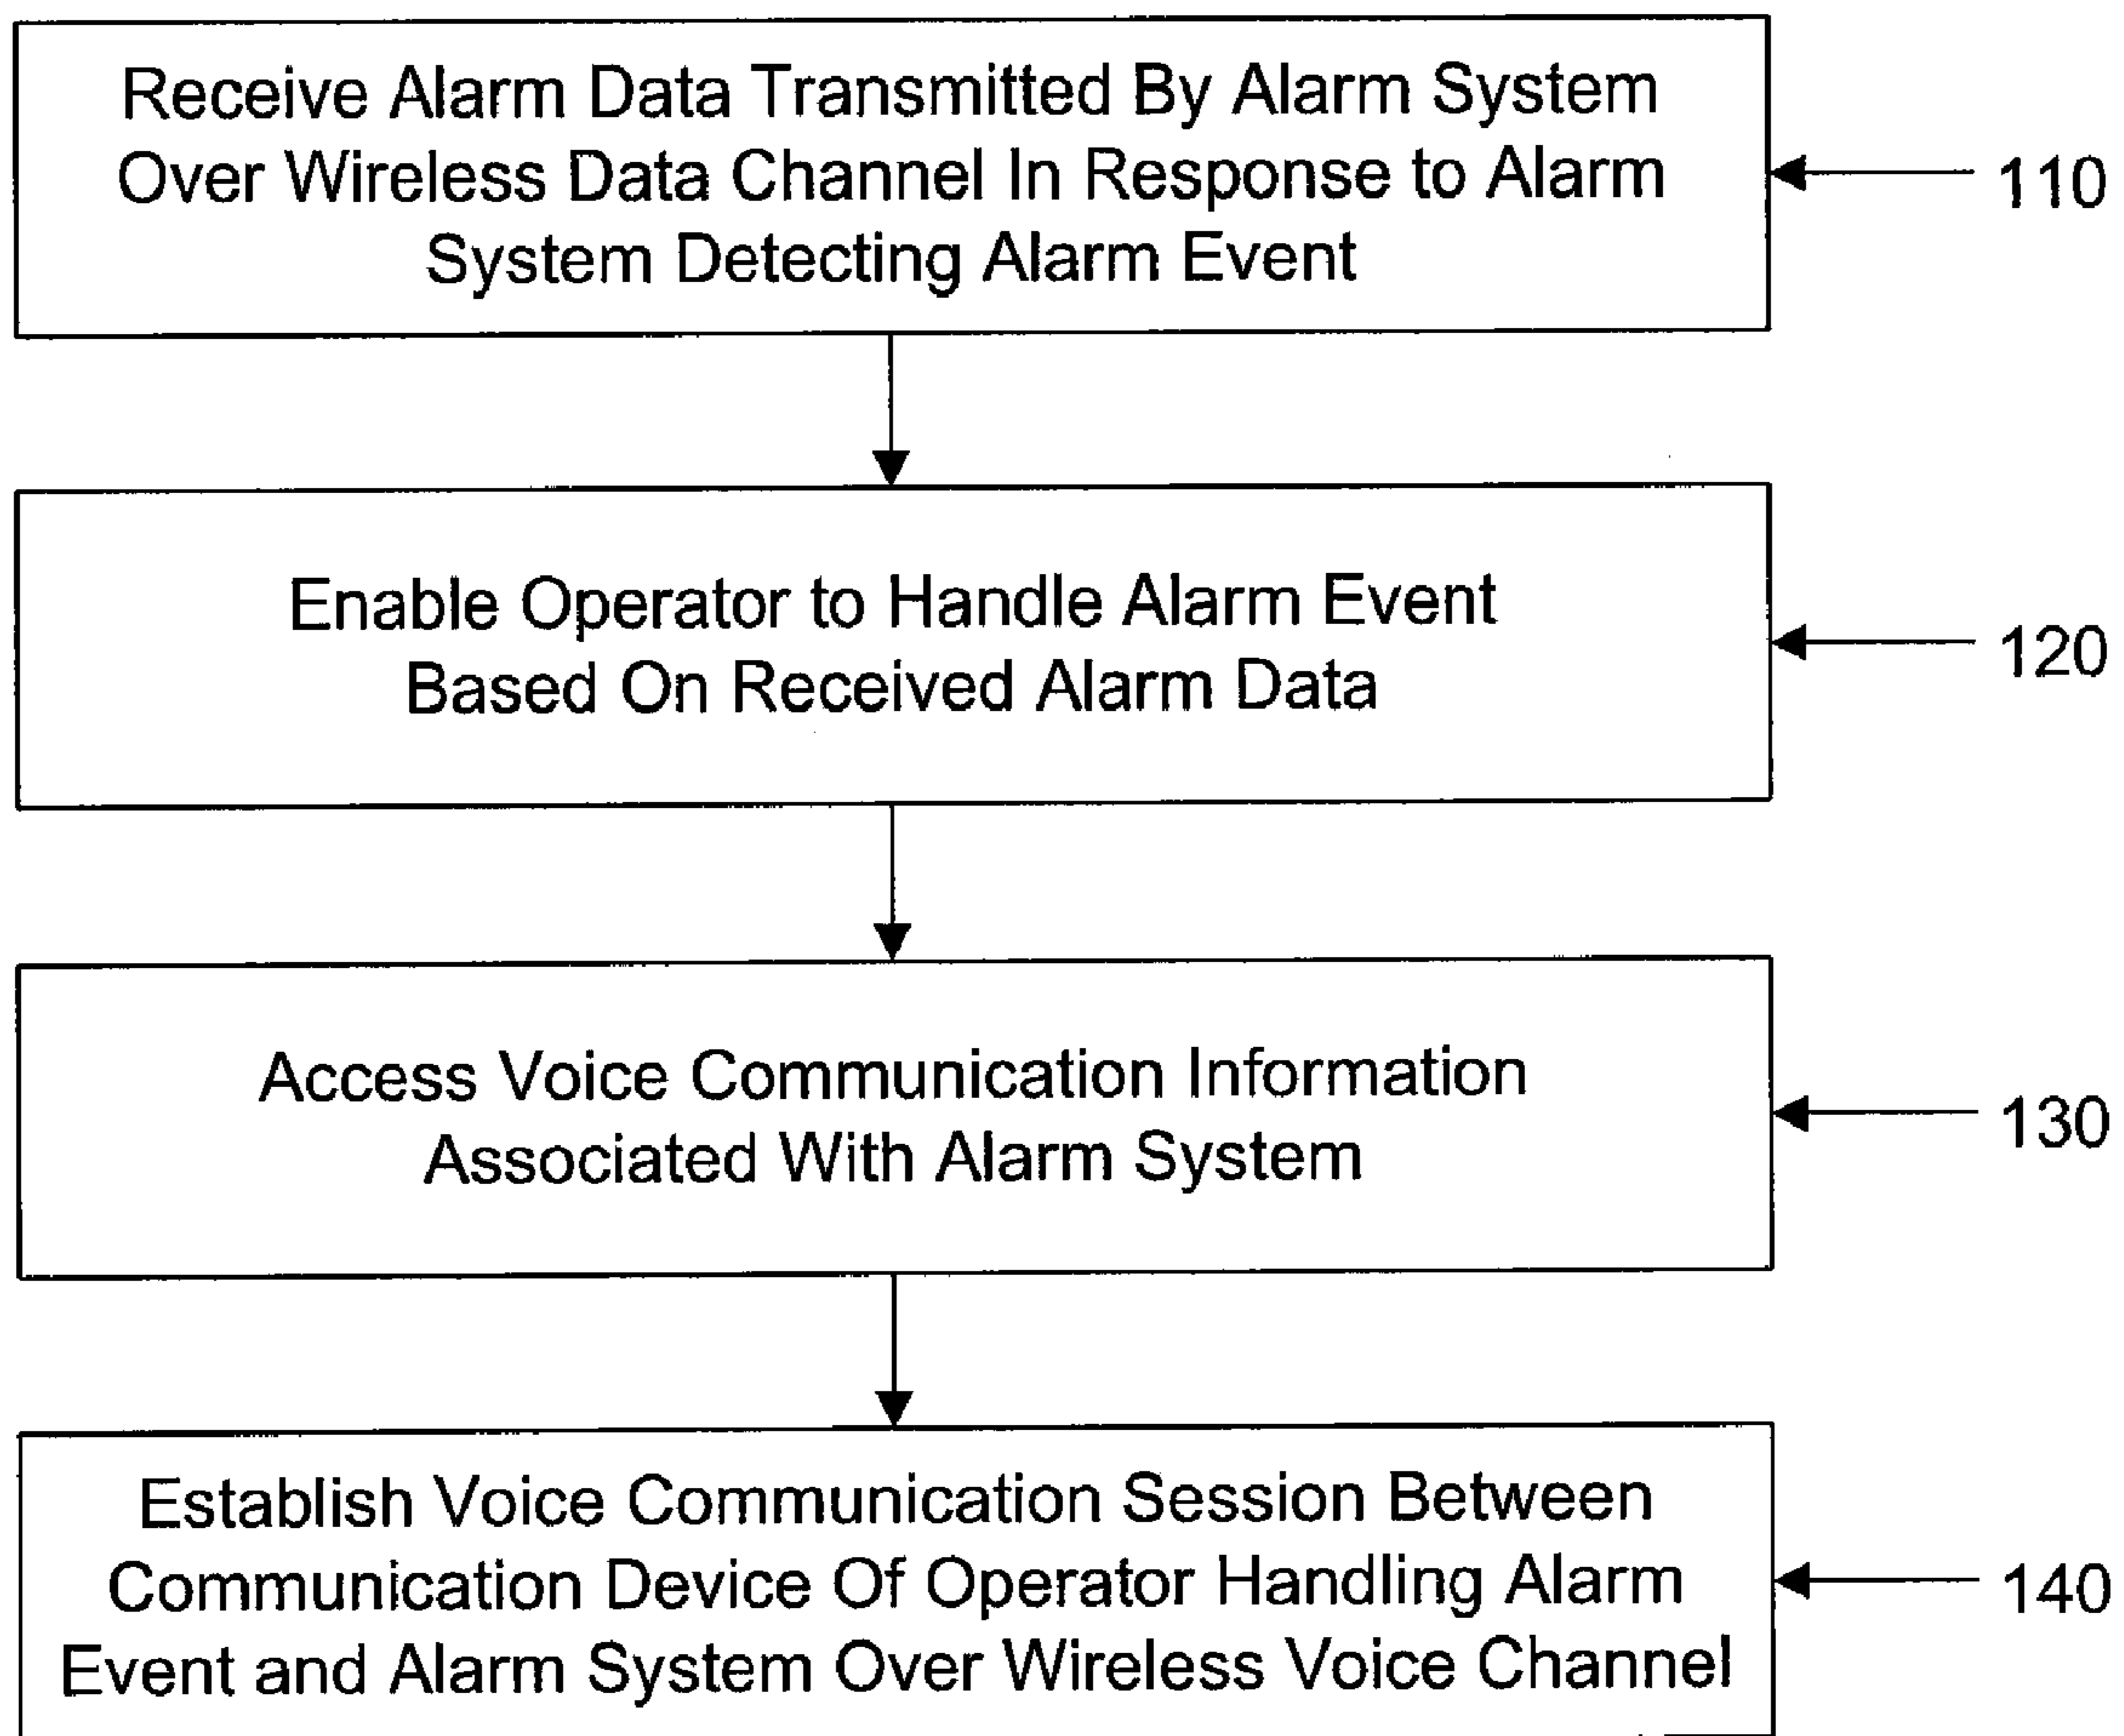 Receive Alarm Data Transmitted By Alarm System
Over Wireless Data Channel In Response to Alarm
System Detecting Alarm Event
110
Enable Operator to Handle Alarm Event
Based On Received Alarm Data
120
Access Voice Communication Information
Associated With Alarm System
130
Establish Voice Communication Session Between
Communication Device Of Operator Handling Alarm
Event and Alarm System Over Wireless Voice Channel
140